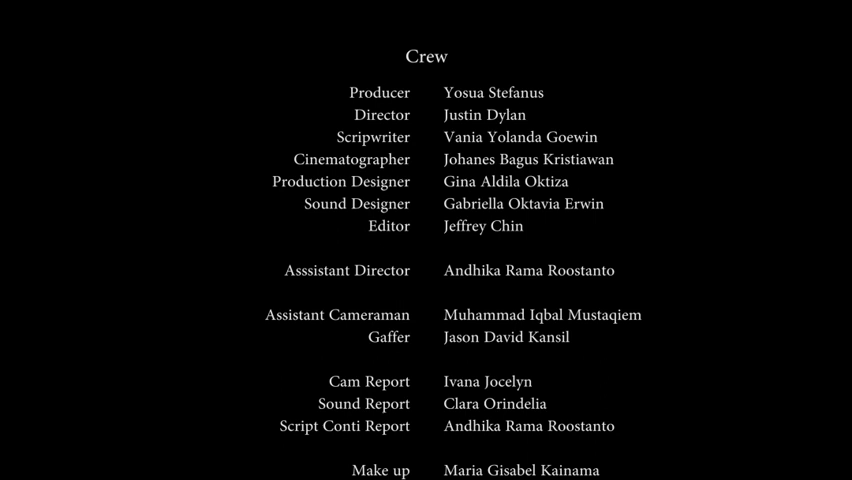 Crew
Producer Yosua Stefanus
Director Justin Dylan
Scripwriter Vania Yolanda Goewin
Cinematographer Johanes Bagus Kristiawan
Production Designer Gina Aldila Oktiza
Sound Designer Gabriella Oktavia Erwin
Editor Jeffrey Chin
Asssistant Director Andhika Rama Roostanto
Assistant Cameraman Muhammad Iqbal Mustaqiem
Gaffer Jason David Kansil
Cam Report Ivana Jocelyn
Sound Report Clara Orindelia
Script Conti Report Andhika Rama Roostanto
Make up Maria Gisabel Kainama